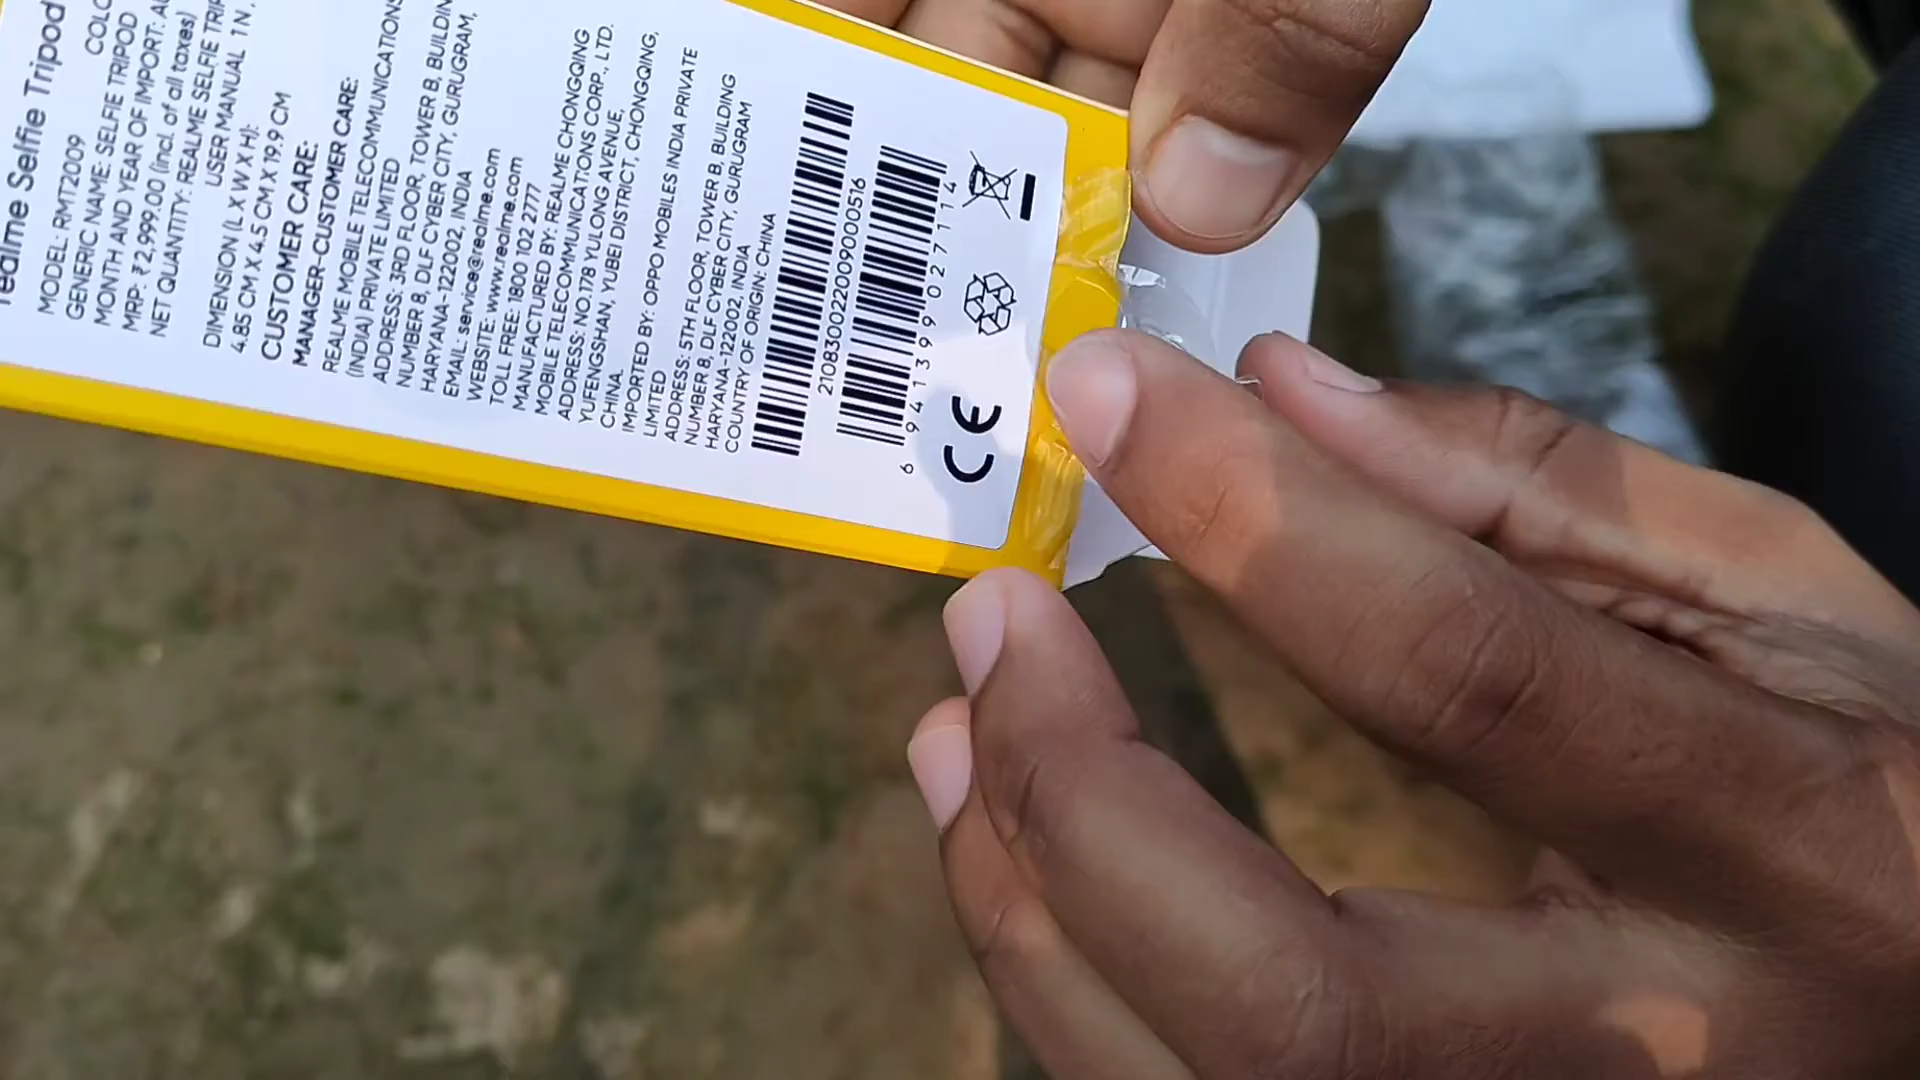 realme Selfie Tripod
MODEL: RMT2009
GENERIC NAME: SELFIE TRIPOD
MONTH AND YEAR OF IMPORT:
MRP: ₹2,999.00 (incl. of all taxes)
NET QUANTITY: REALME SELFIE
USER MANUAL 1 N,
DIMENSION (L X W X H):
4.85 CM X 4.5 CM X 19.9 CM
CUSTOMER CARE:
MANAGER-CUSTOMER CARE:
REALME MOBILE TELECOMMUNICATIONS
(INDIA) PRIVATE LIMITED
ADDRESS: 3RD FLOOR, TOWER B, BUILDIN
NUMBER 8, DLF CYBER CITY, GURUGRAM,
HARYANA-122002, INDIA
EMAIL: service@realme.com
WEBSITE: www.realme.com
TOLL FREE: 1800 102 2777
MANUFACTURED BY: REALME CHONGQING
MOBILE TELECOMMUNICATIONS CORP., LTD.
ADDRESS: NO.178 YULONG AVENUE,
YUFENGSHAN, YUBEI DISTRICT, CHONGQING,
CHINA.
IMPORTED BY: OPPO MOBILES INDIA PRIVATE
LIMITED
ADDRESS: 5TH FLOOR, TOWER B, BUILDING
NUMBER 8, DLF CYBER CITY, GURUGRAM
HARYANA-122002, INDIA
COUNTRY OF ORIGIN: CHINA
210830022009000516
6 941399 027114
CE